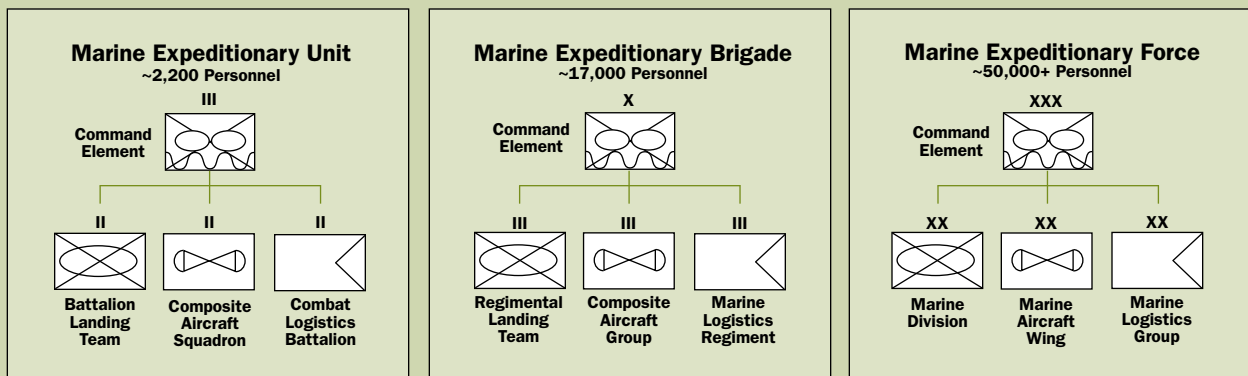 Marine Expeditionary Unit
~2,200 Personnel
III
Command
Element
II
II
II
Battalion
Landing
Team
Composite
Aircraft
Squadron
Combat
Logistics
Battalion
Marine Expeditionary Brigade
~17,000 Personnel
X
Command
Element
III
III
III
Regimental
Landing
Team
Composite
Aircraft
Group
Marine
Logistics
Regiment
Marine Expeditionary Force
~50,000+ Personnel
XXX
Command
Element
XX
XX
XX
Marine
Division
Marine
Aircraft
Wing
Marine
Logistics
Group